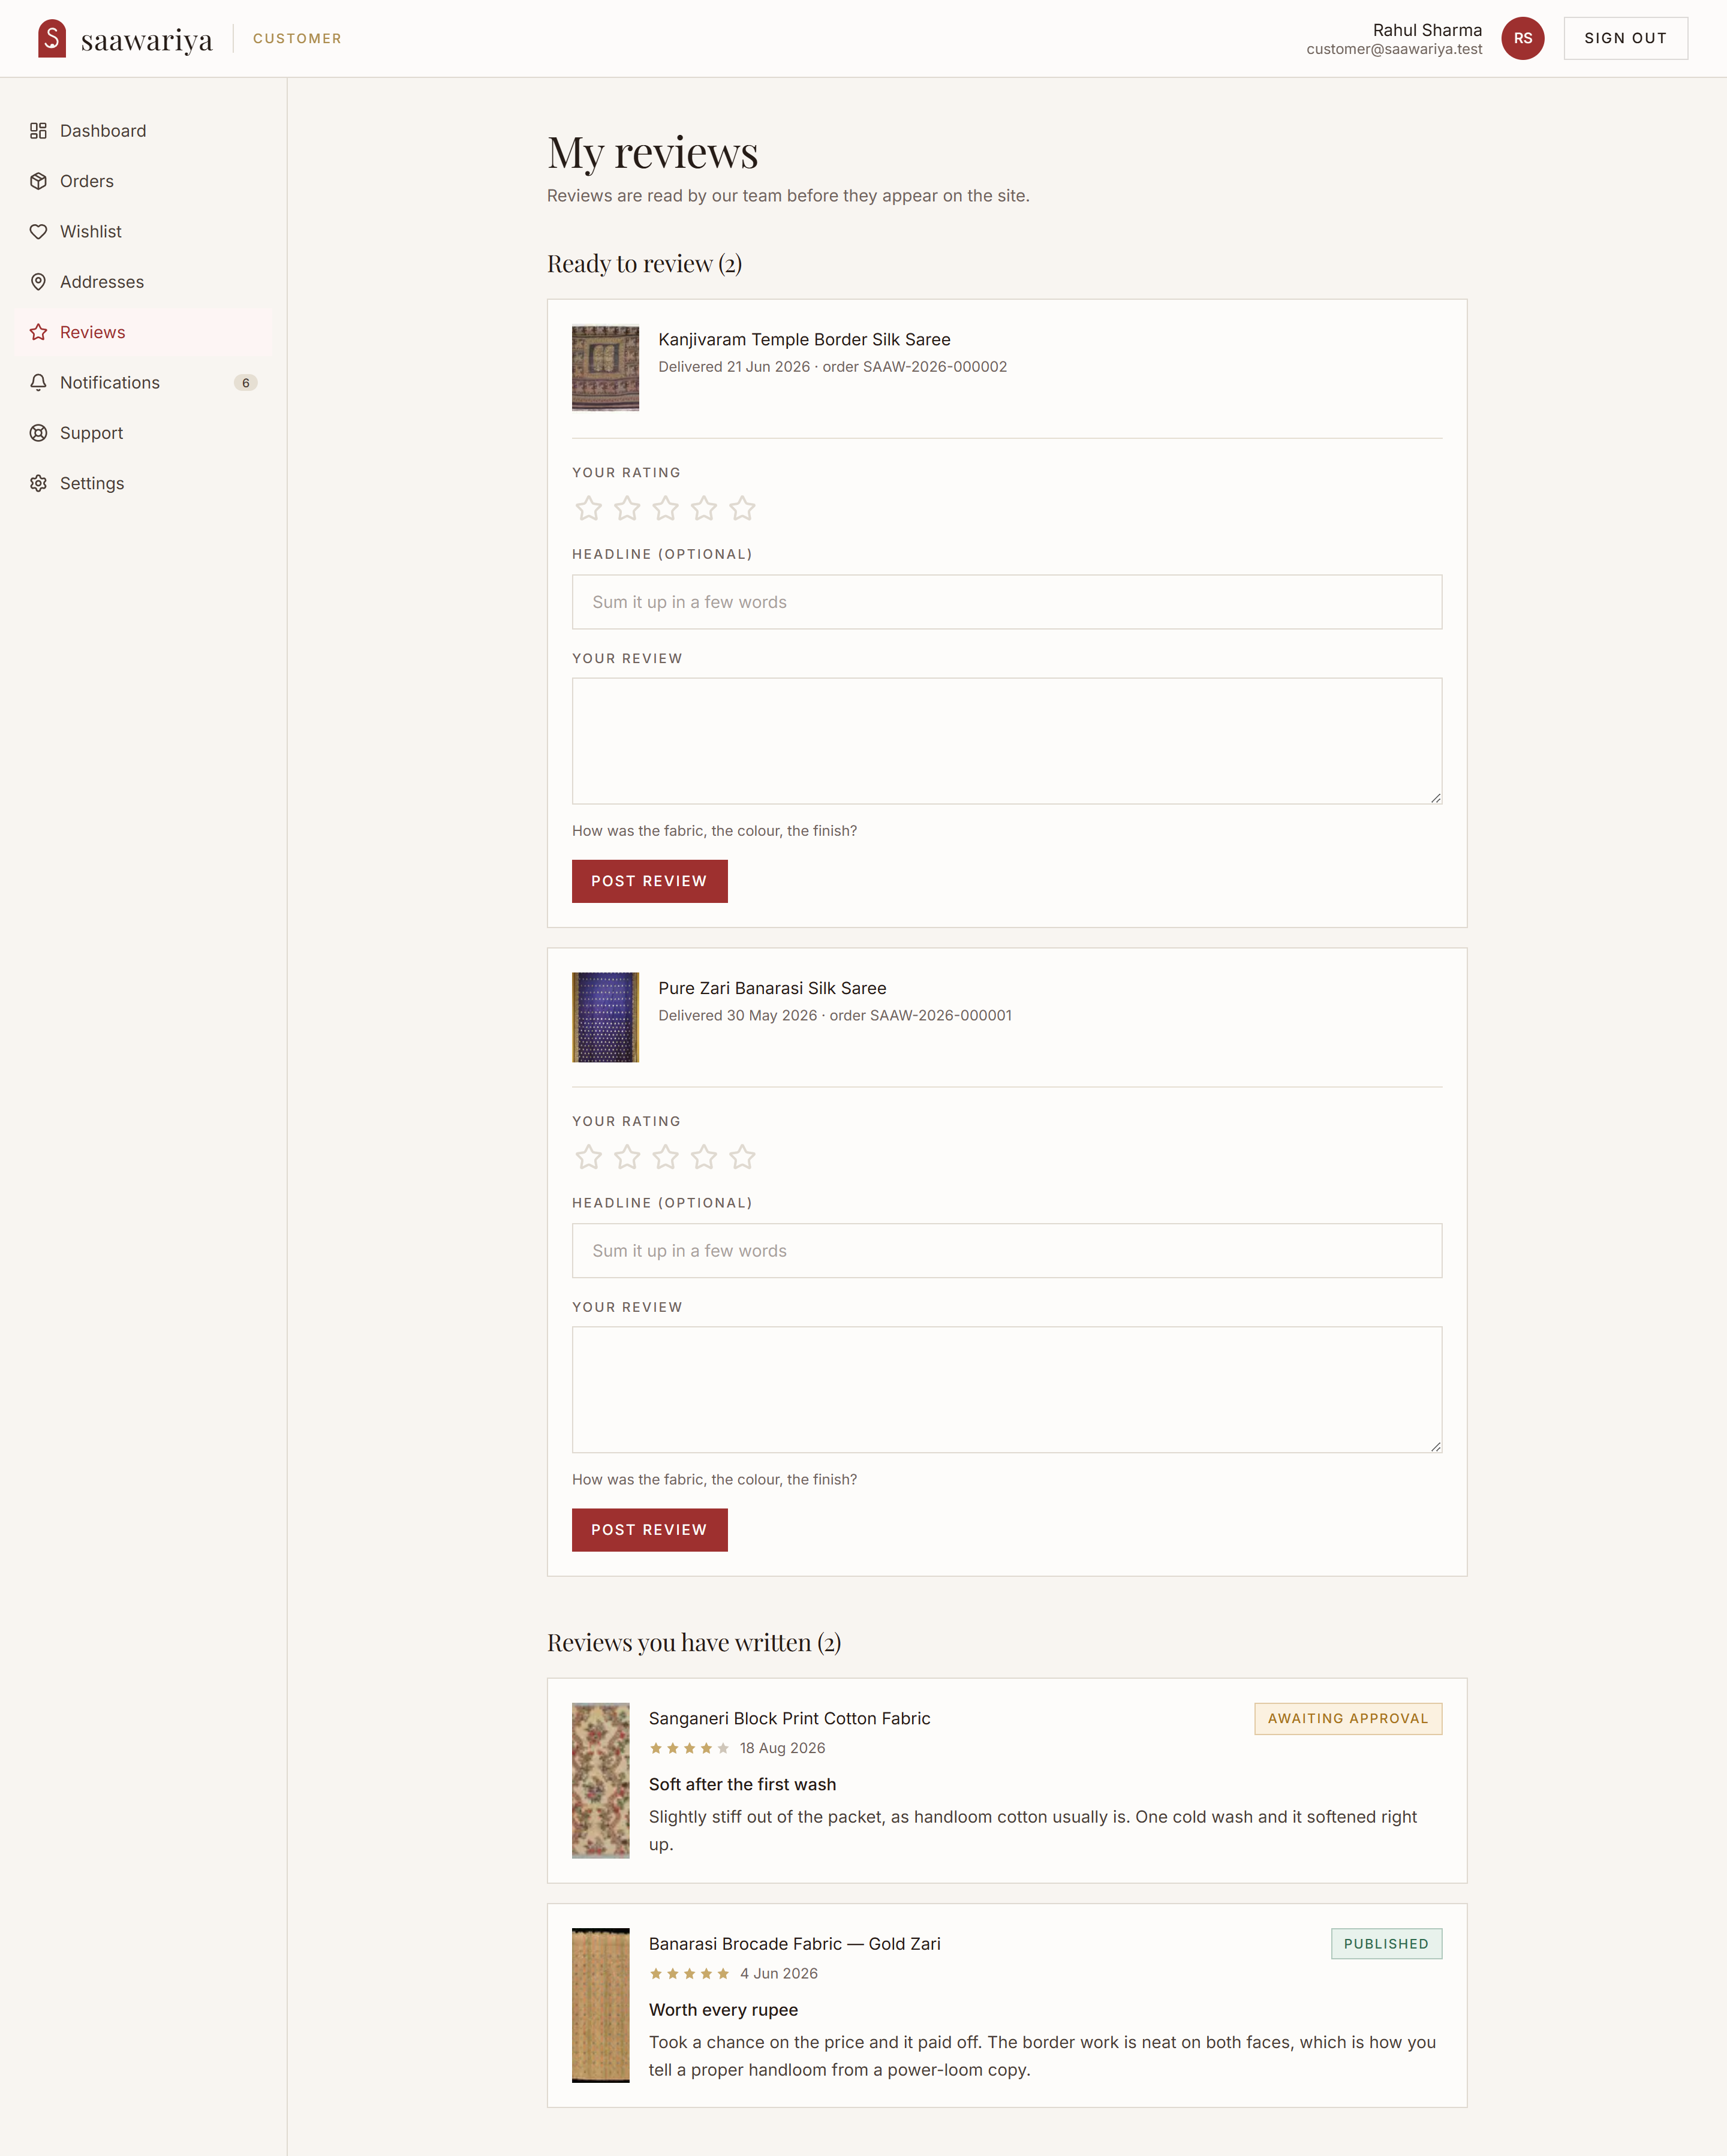 saawariya
CUSTOMER
Rahul Sharma
customer@saawariya.test
RS
SIGN OUT
Dashboard
Orders
Wishlist
Addresses
Reviews
Notifications
6
Support
Settings
My reviews
Reviews are read by our team before they appear on the site.
Ready to review (2)
Kanjivaram Temple Border Silk Saree
Delivered 21 Jun 2026 · order SAAW-2026-000002
YOUR RATING
HEADLINE (OPTIONAL)
Sum it up in a few words
YOUR REVIEW
How was the fabric, the colour, the finish?
POST REVIEW
Pure Zari Banarasi Silk Saree
Delivered 30 May 2026 · order SAAW-2026-000001
YOUR RATING
HEADLINE (OPTIONAL)
Sum it up in a few words
YOUR REVIEW
How was the fabric, the colour, the finish?
POST REVIEW
Reviews you have written (2)
Sanganeri Block Print Cotton Fabric
AWAITING APPROVAL
18 Aug 2026
Soft after the first wash
Slightly stiff out of the packet, as handloom cotton usually is. One cold wash and it softened right
up.
Banarasi Brocade Fabric — Gold Zari
PUBLISHED
4 Jun 2026
Worth every rupee
Took a chance on the price and it paid off. The border work is neat on both faces, which is how you
tell a proper handloom from a power-loom copy.